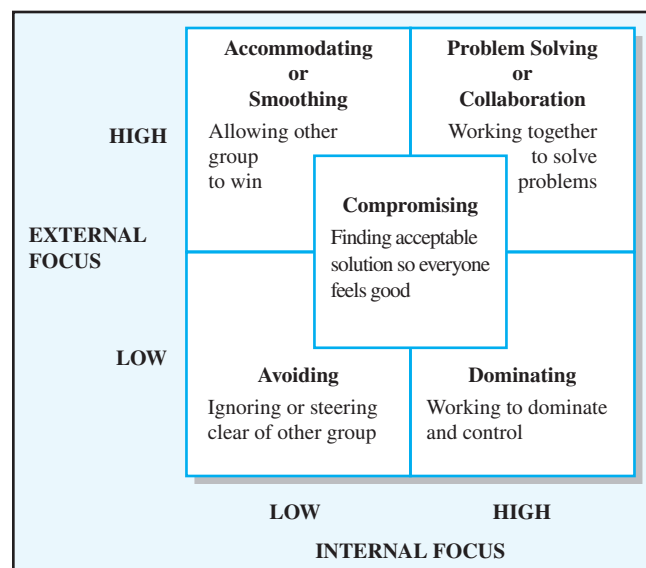 Accommodating
or
Smoothing
Allowing other
group
to win
Problem Solving
or
Collaboration
Working together
to solve
problems
HIGH
Compromising
Finding acceptable
solution so everyone
feels good
EXTERNAL
FOCUS
LOW
Avoiding
Ignoring or steering
clear of other group
Dominating
Working to dominate
and control
LOW
HIGH
INTERNAL FOCUS